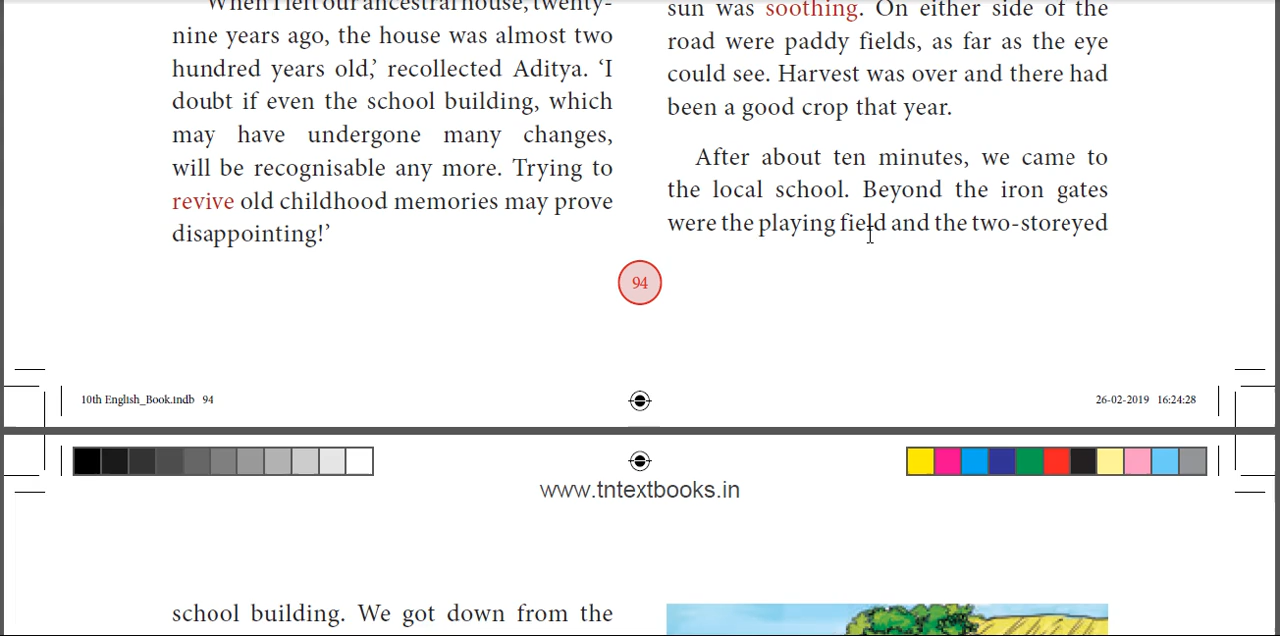 When I left our ancestral house, twenty-
nine years ago, the house was almost two
hundred years old,’ recollected Aditya. ‘I
doubt if even the school building, which
may have undergone many changes,
will be recognisable any more. Trying to
revive old childhood memories may prove
disappointing!’
sun was soothing. On either side of the
road were paddy fields, as far as the eye
could see. Harvest was over and there had
been a good crop that year.
After about ten minutes, we came to
the local school. Beyond the iron gates
were the playing field and the two-storeyed
94
10th English_Book.indb 94
26-02-2019 16:24:28
www.tntextbooks.in
school building. We got down from the